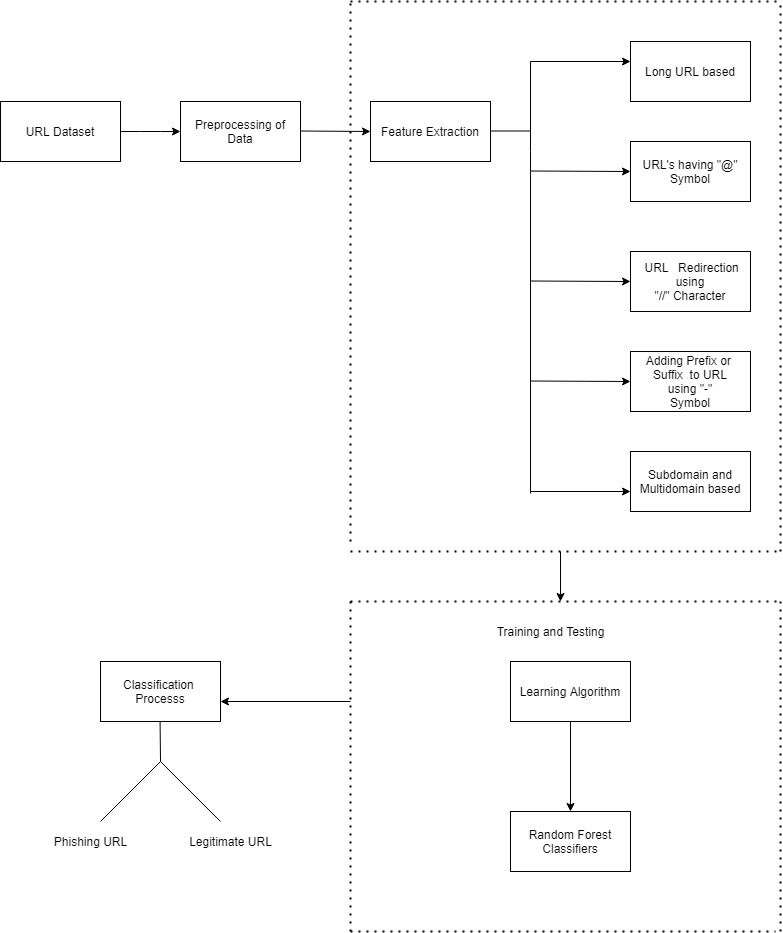 URL Dataset
Preprocessing of
Data
Feature Extraction
Long URL based
URL's having "@"
Symbol
URL Redirection
using
"//" Character
Adding Prefix or
Suffix to URL
using "-"
Symbol
Subdomain and
Multidomain based
Training and Testing
Learning Algorithm
Random Forest
Classifiers
Classification
Processs
Phishing URL
Legitimate URL